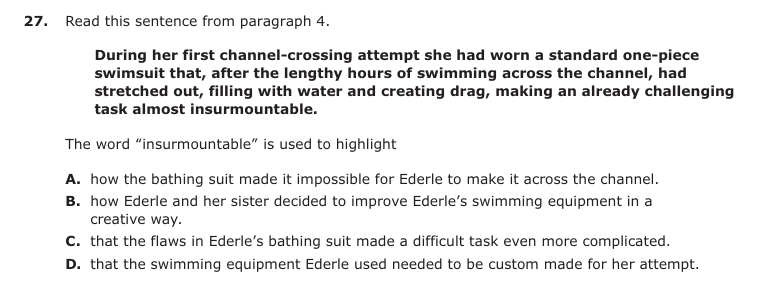 27. Read this sentence from paragraph 4.
During her first channel-crossing attempt she had worn a standard one-piece
swimsuit that, after the lengthy hours of swimming across the channel, had
stretched out, filling with water and creating drag, making an already challenging
task almost insurmountable.
The word “insurmountable” is used to highlight
A. how the bathing suit made it impossible for Ederle to make it across the channel.
B. how Ederle and her sister decided to improve Ederle’s swimming equipment in a
creative way.
C. that the flaws in Ederle’s bathing suit made a difficult task even more complicated.
D. that the swimming equipment Ederle used needed to be custom made for her attempt.